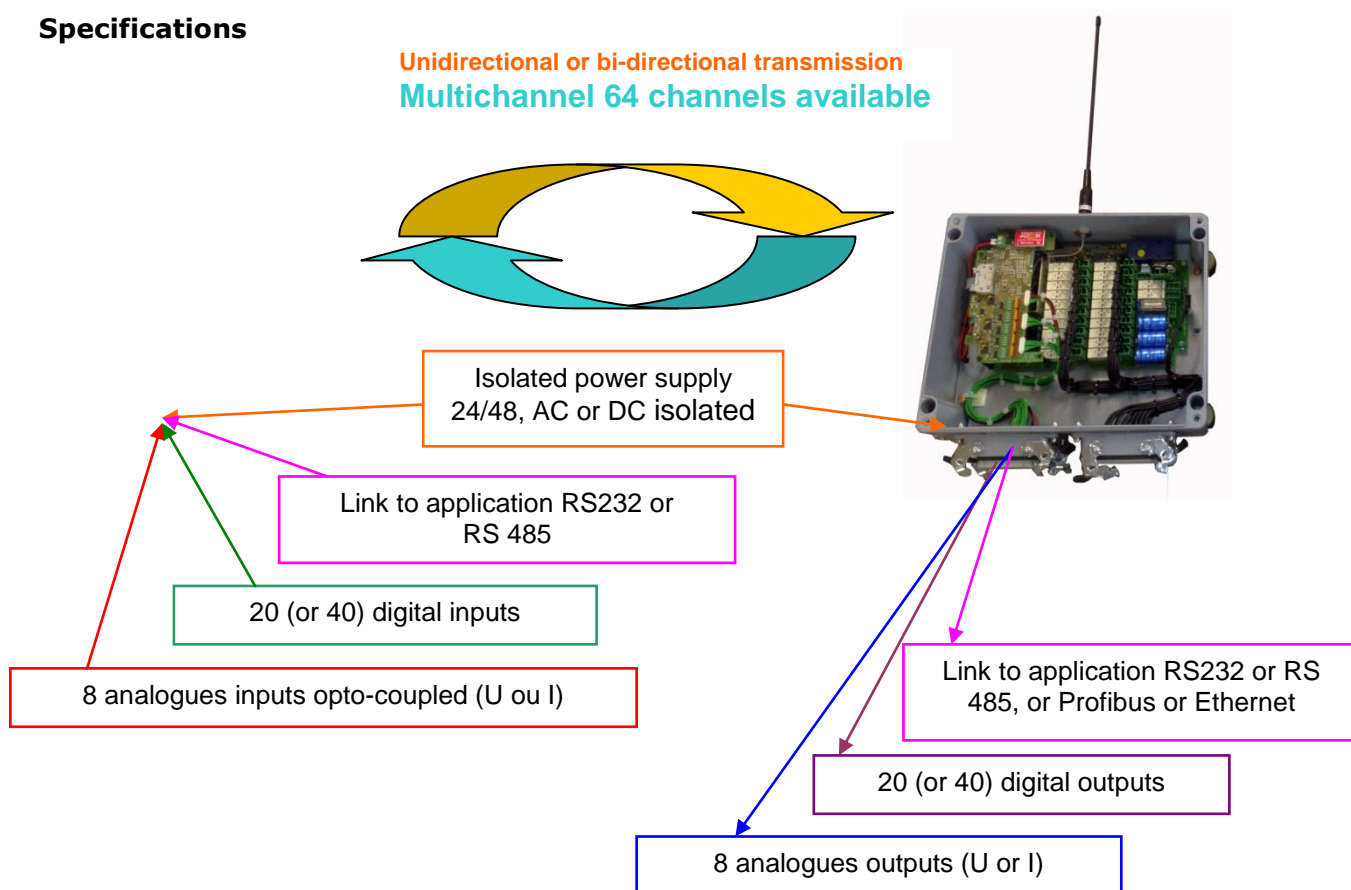 Specifications
Unidirectional or bi-directional transmission
Multichannel 64 channels available
Isolated power supply
24/48, AC or DC isolated
Link to application RS232 or
RS 485
20 (or 40) digital inputs
8 analogues inputs opto-coupled (U ou I)
Link to application RS232 or RS
485, or Profibus or Ethernet
20 (or 40) digital outputs
8 analogues outputs (U or I)